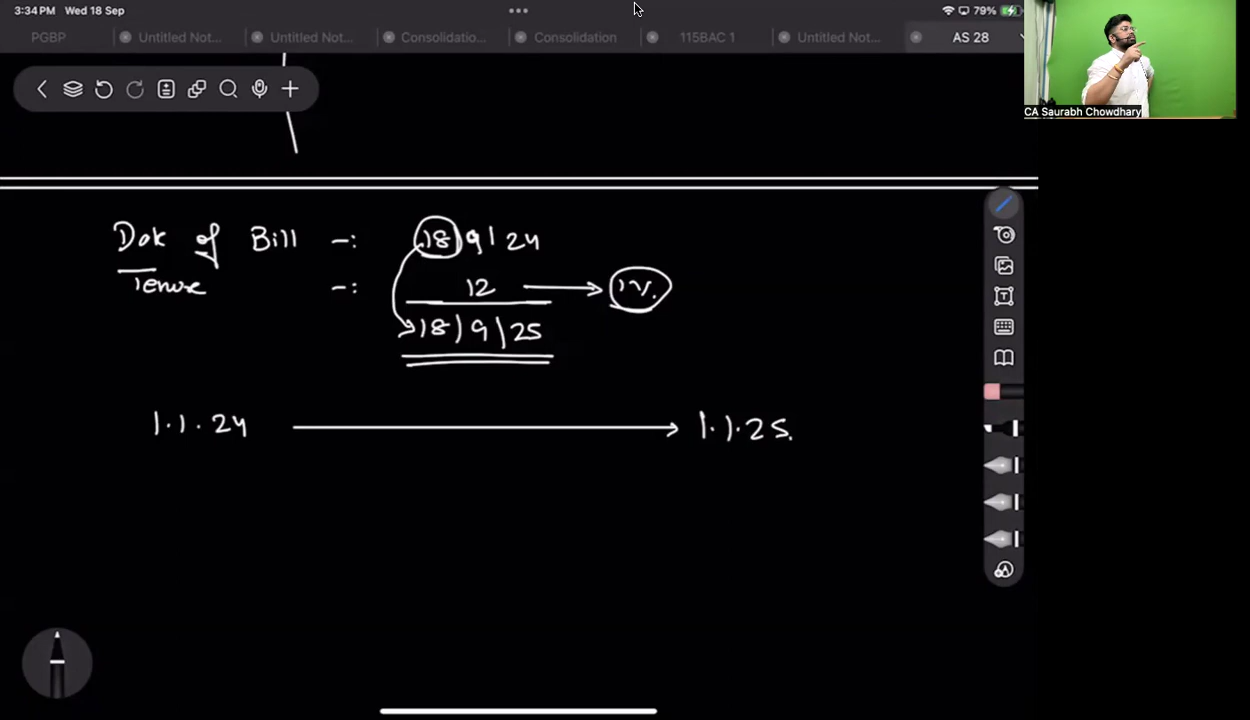 3:34 PM Wed 18 Sep
79%
PGBP
Untitled Not...
Untitled Not...
Consolidatio...
Consolidation
115BAC 1
Untitled Not...
AS 28
CA Saurabh Chowdhary
of Bill -: 18|9|24
Tenure -: 12
18|9|25
1.1.24 1.1.25